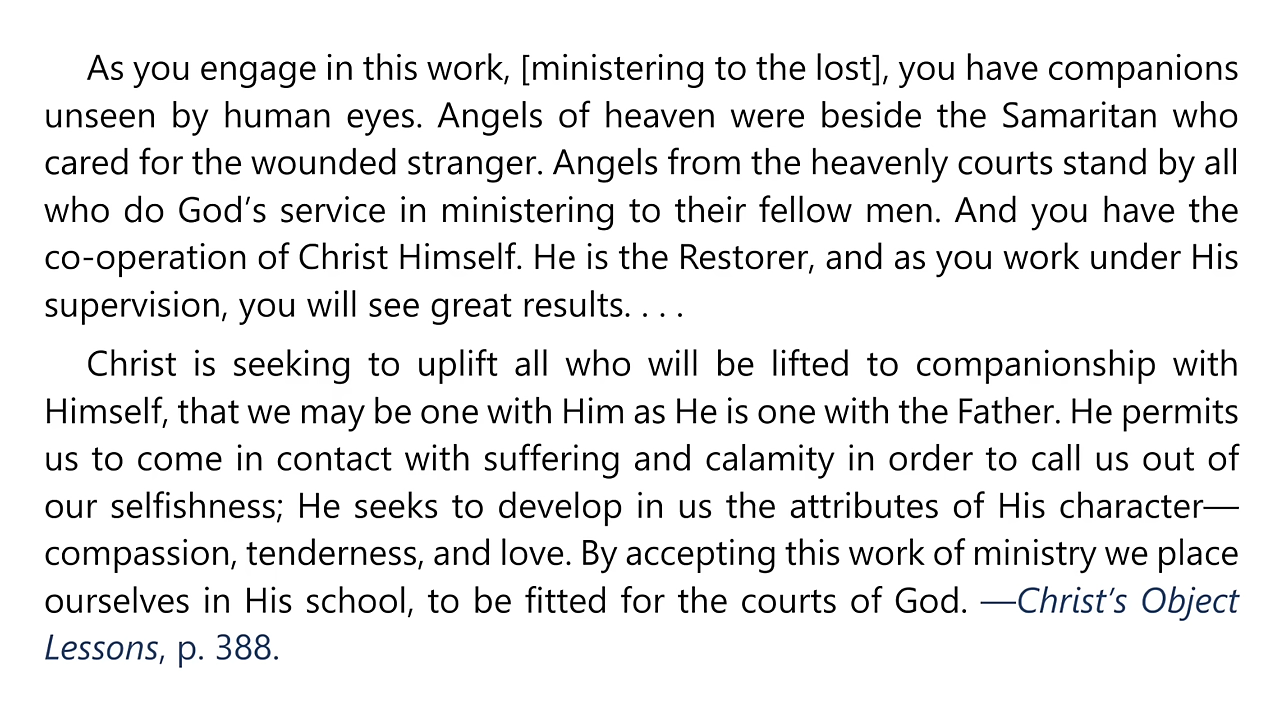 As you engage in this work, [ministering to the lost], you have companions
unseen by human eyes. Angels of heaven were beside the Samaritan who
cared for the wounded stranger. Angels from the heavenly courts stand by all
who do God’s service in ministering to their fellow men. And you have the
co-operation of Christ Himself. He is the Restorer, and as you work under His
supervision, you will see great results. . . .
Christ is seeking to uplift all who will be lifted to companionship with
Himself, that we may be one with Him as He is one with the Father. He permits
us to come in contact with suffering and calamity in order to call us out of
our selfishness; He seeks to develop in us the attributes of His character—
compassion, tenderness, and love. By accepting this work of ministry we place
ourselves in His school, to be fitted for the courts of God. —Christ’s Object
Lessons, p. 388.